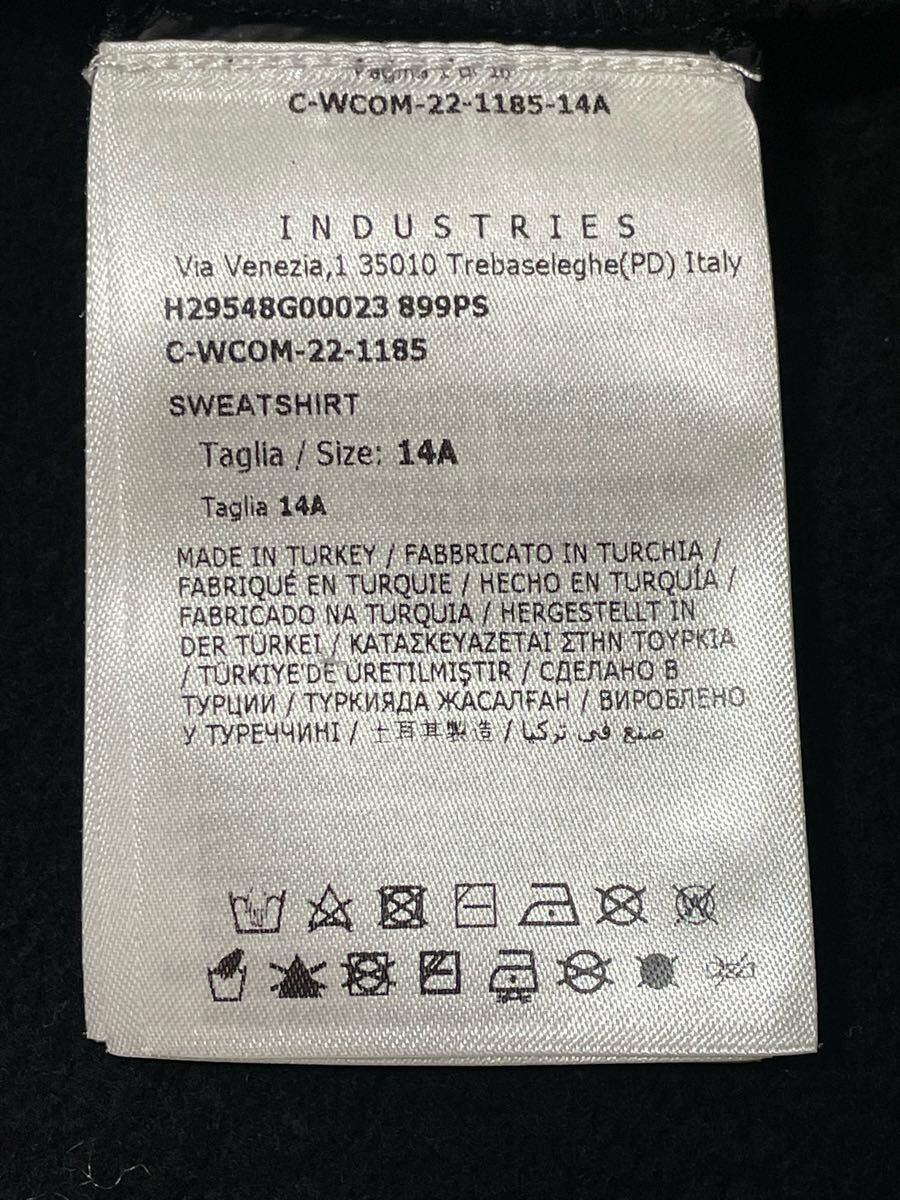 C-WCOM-22-1185-14A
INDUSTRIES
Via Venezia,1 35010 Trebaseleghe(PD) Italy
H29548G00023 899PS
C-WCOM-22-1185
SWEATSHIRT
Taglia / Size: 14A
Taglia 14A
MADE IN TURKEY / FABBRICATO IN TURCHIA /
FABRIQUÉ EN TURQUIE / HECHO EN TURQUÍA /
FABRICADO NA TURQUIA / HERGESTELLT IN
DER TÜRKEI / ΚΑΤΑΣΚΕΥΑΖΕΤΑΙ ΣΤΗΝ ΤΟΥΡΚΙΑ
/ TÜRKİYE'DE ÜRETİLMİŞTİR / СДЕЛАНО В
ТУРЦИИ / ТҮРКИЯДА ЖАСАЛҒАН / ВИРОБЛЕНО
У ТУРЕЧЧИНІ / 土耳其製造 / صنع في تركيا